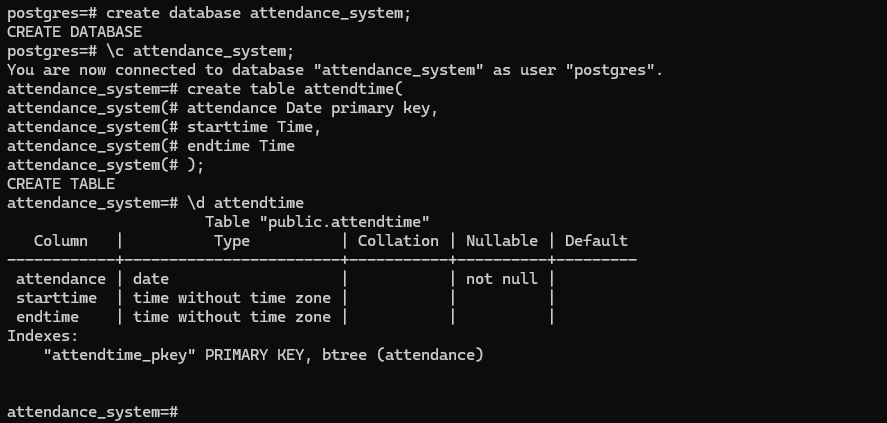 postgres=# create database attendance_system;
CREATE DATABASE
postgres=# \c attendance_system;
You are now connected to database "attendance_system" as user "postgres".
attendance_system=# create table attendtime(
attendance_system(# attendance Date primary key,
attendance_system(# starttime Time,
attendance_system(# endtime Time
attendance_system(# );
CREATE TABLE
attendance_system=# \d attendtime
                      Table "public.attendtime"
   Column   |          Type          | Collation | Nullable | Default
------------+------------------------+-----------+----------+---------
 attendance | date                   |           | not null |
 starttime  | time without time zone |           |          |
 endtime    | time without time zone |           |          |
Indexes:
    "attendtime_pkey" PRIMARY KEY, btree (attendance)
attendance_system=#